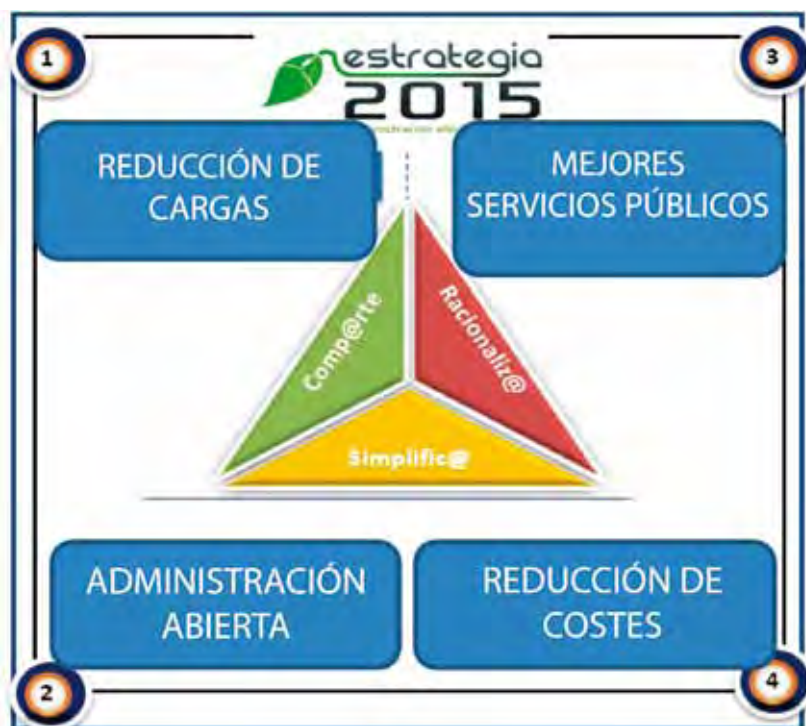 1
3
estrategia
2015
REDUCCIÓN DE
CARGAS
MEJORES
SERVICIOS PÚBLICOS
Comp@rte
Racionaliz@
Simplific@
ADMINISTRACIÓN
ABIERTA
REDUCCIÓN DE
COSTES
2
4